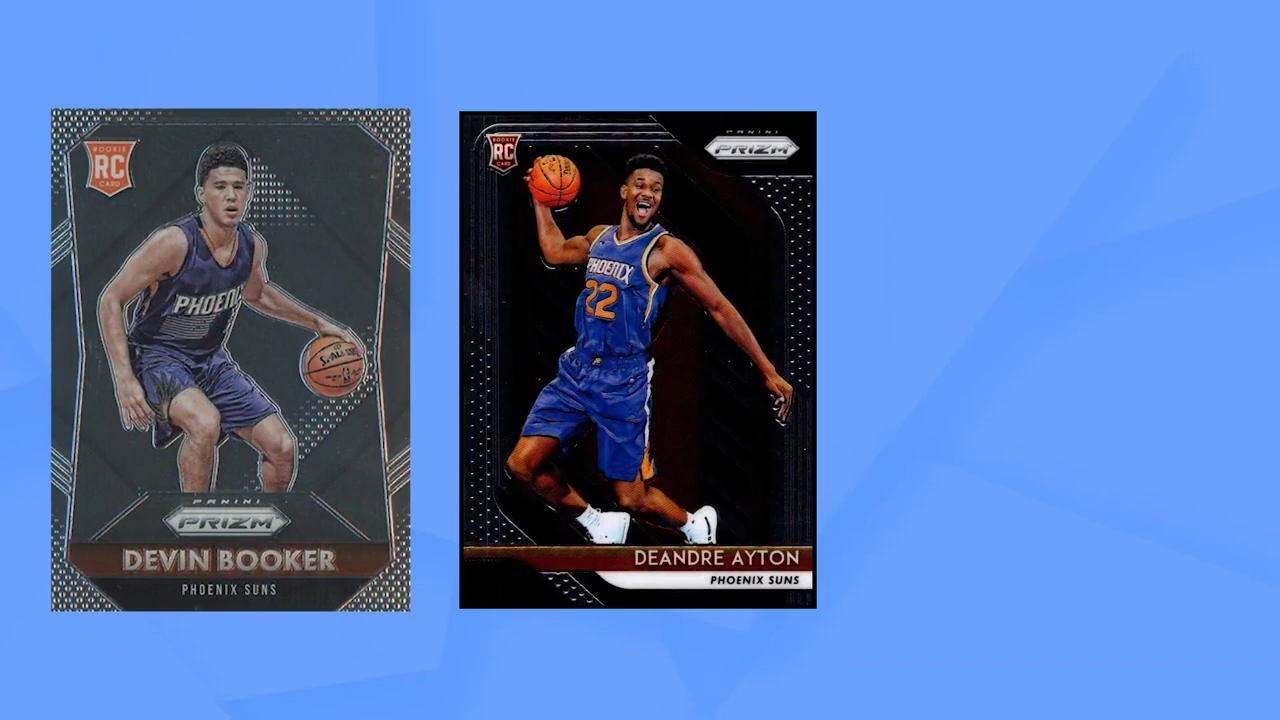 ROOKIE
RC
CARD
PHOENIX
SPALDING
PANINI
PRIZM
DEVIN BOOKER
PHOENIX SUNS
ROOKIE
RC
CARD
PANINI
PRIZM
PHOENIX
22
DEANDRE AYTON
PHOENIX SUNS